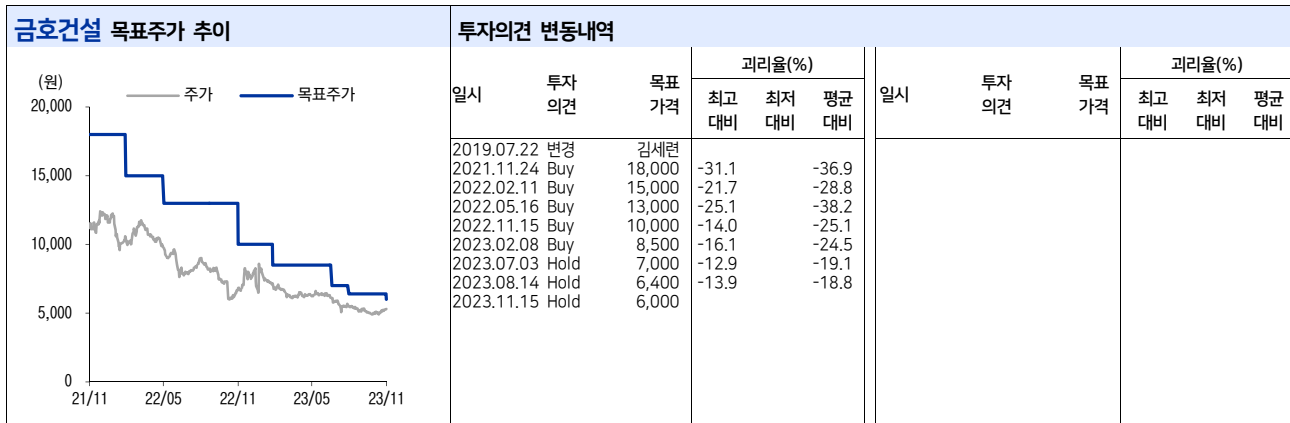 금호건설 목표주가 추이
투자의견 변동내역
(원)
주가 목표주가
20,000
15,000
10,000
5,000
0
21/11 22/05 22/11 23/05 23/11
일시 투자의견 목표가격 괴리율(%) 최고대비 최저대비 평균대비
일시 투자의견 목표가격 괴리율(%) 최고대비 최저대비 평균대비
2019.07.22 변경 김세련
2021.11.24 Buy 18,000 -31.1 -36.9
2022.02.11 Buy 15,000 -21.7 -28.8
2022.05.16 Buy 13,000 -25.1 -38.2
2022.11.15 Buy 10,000 -14.0 -25.1
2023.02.08 Buy 8,500 -16.1 -24.5
2023.07.03 Hold 7,000 -12.9 -19.1
2023.08.14 Hold 6,400 -13.9 -18.8
2023.11.15 Hold 6,000